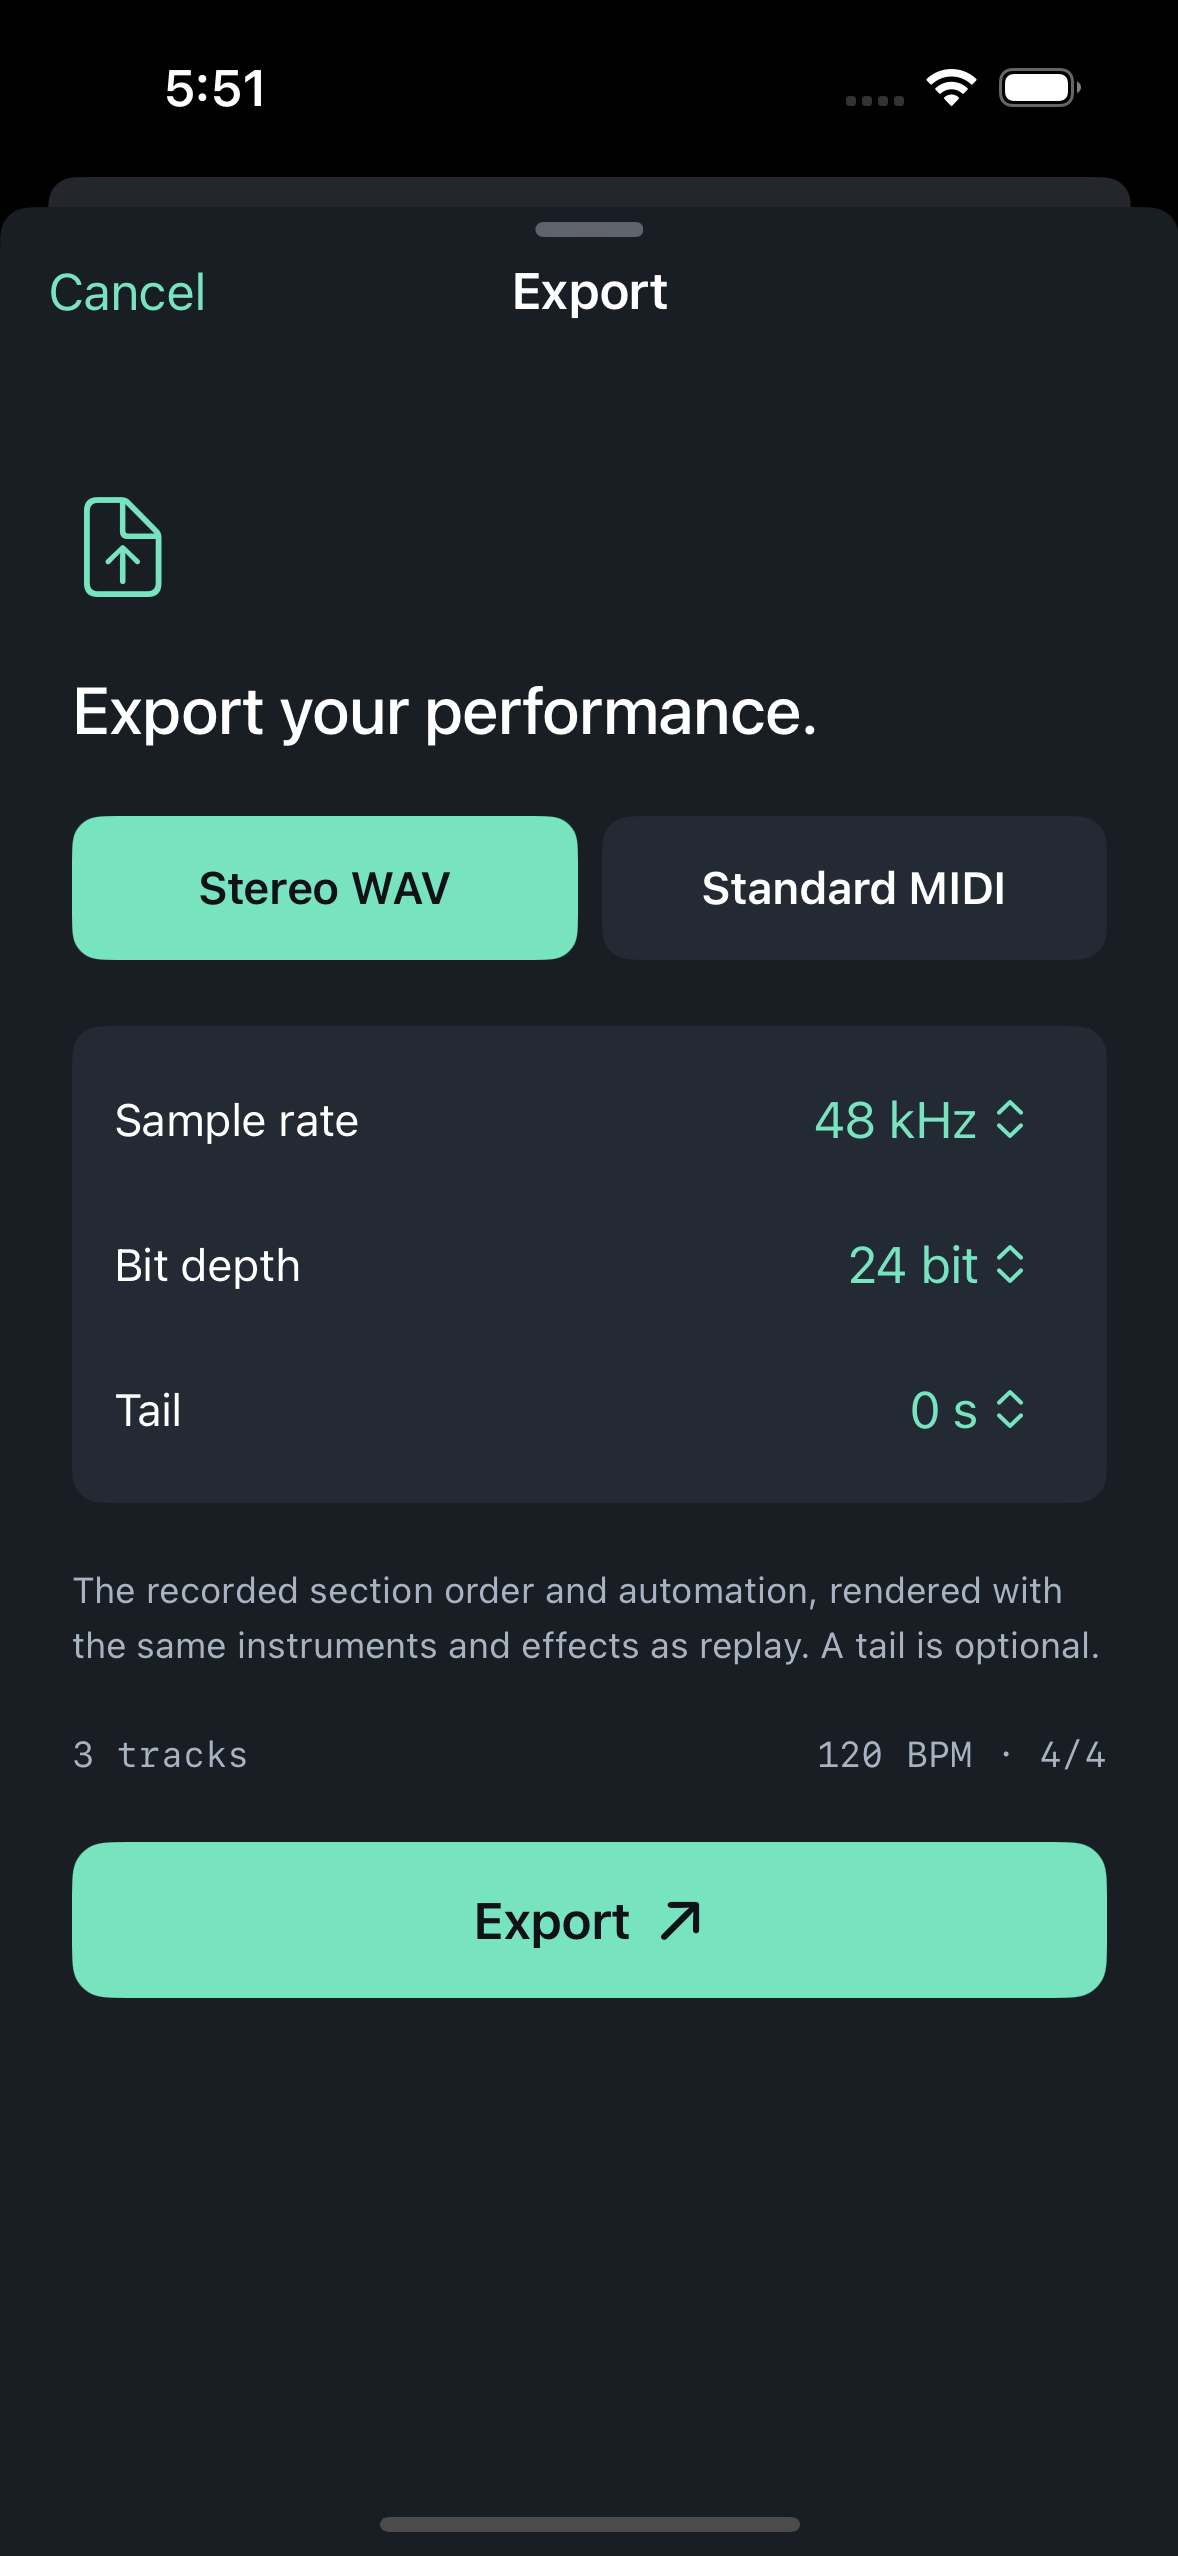 5:51
Cancel
Export
Export your performance.
Stereo WAV
Standard MIDI
Sample rate
48 kHz
Bit depth
24 bit
Tail
0 s
The recorded section order and automation, rendered with
the same instruments and effects as replay. A tail is optional.
3 tracks
120 BPM · 4/4
Export